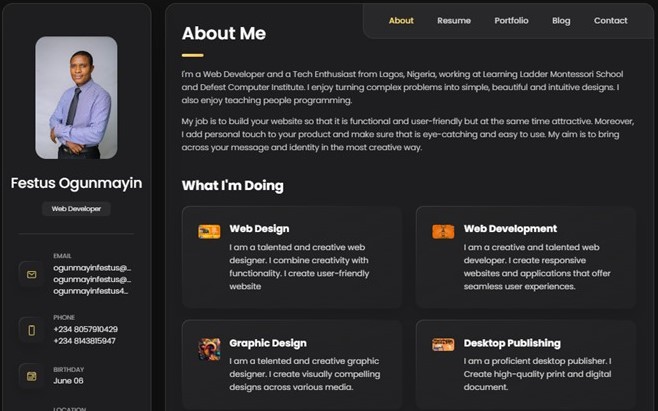 About Resume Portfolio Blog Contact
Festus Ogunmayin
Web Developer
EMAIL
ogunmayinfestus@...
ogunmayinfestus@...
ogunmayinfestus4...
PHONE
+234 8057910429
+234 8143815947
BIRTHDAY
June 06
LOCATION
About Me
I'm a Web Developer and a Tech Enthusiast from Lagos, Nigeria, working at Learning Ladder Montessori School
and Defest Computer Institute. I enjoy turning complex problems into simple, beautiful and intuitive designs. I
also enjoy teaching people programming.
My job is to build your website so that it is functional and user-friendly but at the same time attractive. Moreover,
I add personal touch to your product and make sure that is eye-catching and easy to use. My aim is to bring
across your message and identity in the most creative way.
What I'm Doing
Web Design
I am a talented and creative web
designer. I combine creativity with
functionality. I create user-friendly
website
Web Development
I am a creative and talented web
developer. I create responsive
websites and applications that offer
seamless user experiences.
Graphic Design
I am a telented and creative graphic
designer. I create visually compelling
designs across various media.
Desktop Publishing
I am a proficient desktop publisher. I
Create high-quality print and digital
document.